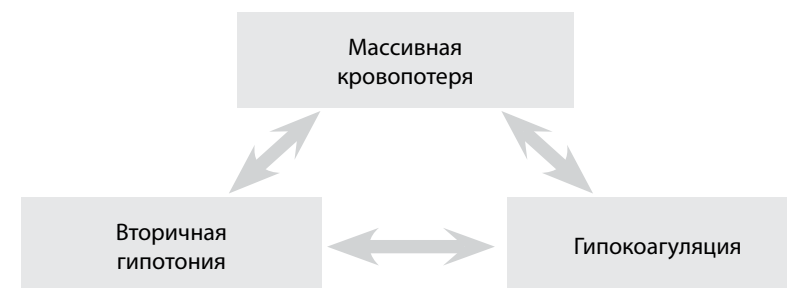 Массивная
кровопотеря
Вторичная
гипотония
Гипокоагуляция